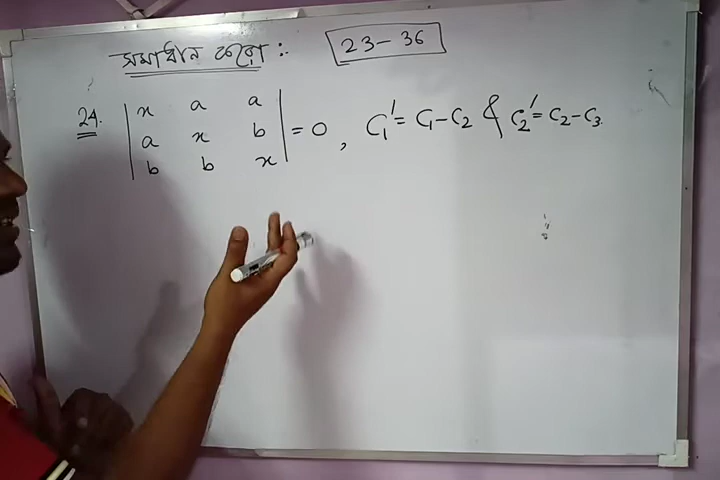 সমাধান করো :- 23-36
24. | x a a |
| a x b | = 0, C₁′ = C₁-C₂ & C₂′ = C₂-C₃
| b b x |